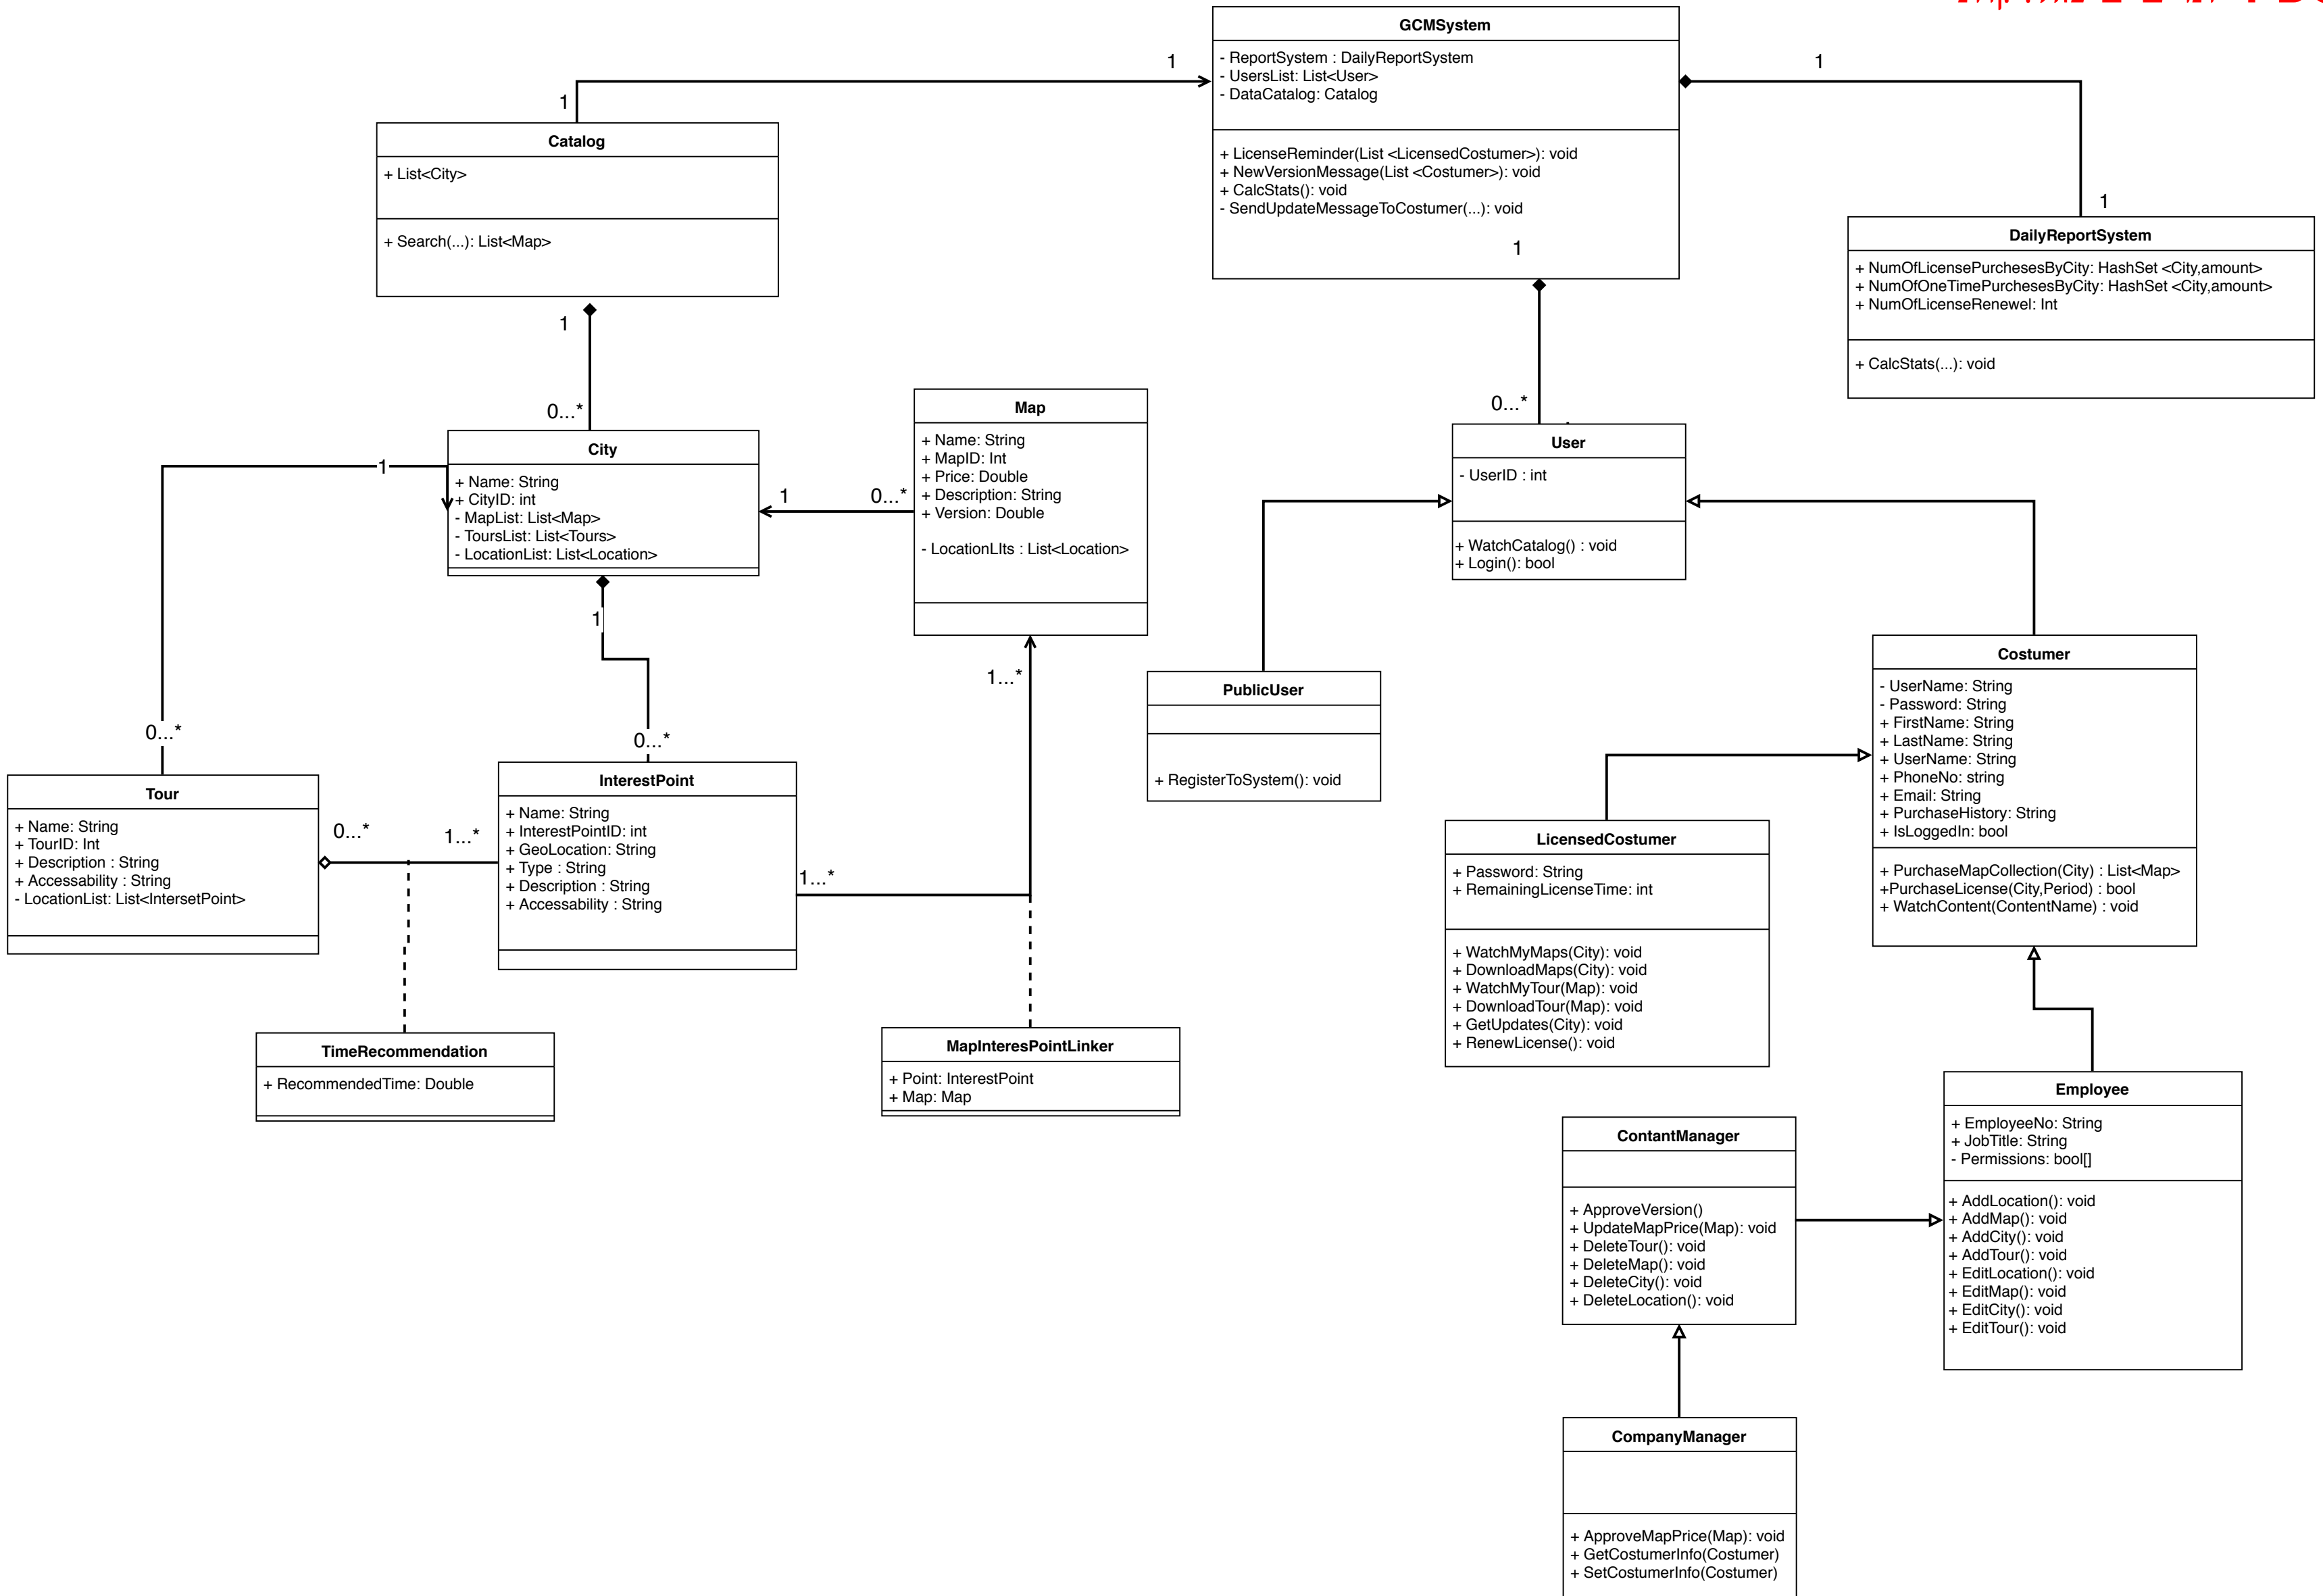 GCMSystem
- ReportSystem : DailyReportSystem
- UsersList: List<User>
- DataCatalog: Catalog
+ LicenseReminder(List <LicensedCostumer>): void
+ NewVersionMessage(List <Costumer>): void
+ CalcStats(): void
- SendUpdateMessageToCostumer(...): void
1
1
1
1
1
Catalog
+ List<City>
+ Search(...): List<Map>
DailyReportSystem
+ NumOfLicensePurchesesByCity: HashSet <City,amount>
+ NumOfOneTimePurchesesByCity: HashSet <City,amount>
+ NumOfLicenseRenewel: Int
+ CalcStats(...): void
1
0...*
0...*
City
+ Name: String
+ CityID: int
- MapList: List<Map>
- ToursList: List<Tours>
- LocationList: List<Location>
1
1
0...*
Map
+ Name: String
+ MapID: Int
+ Price: Double
+ Description: String
+ Version: Double
- LocationLIts : List<Location>
User
- UserID : int
+ WatchCatalog() : void
+ Login(): bool
1
0...*
0...*
1...*
PublicUser
+ RegisterToSystem(): void
Costumer
- UserName: String
- Password: String
+ FirstName: String
+ LastName: String
+ UserName: String
+ PhoneNo: string
+ Email: String
+ PurchaseHistory: String
+ IsLoggedIn: bool
+ PurchaseMapCollection(City) : List<Map>
+PurchaseLicense(City,Period) : bool
+ WatchContent(ContentName) : void
Tour
+ Name: String
+ TourID: Int
+ Description : String
+ Accessability : String
- LocationList: List<IntersetPoint>
0...*
1...*
InterestPoint
+ Name: String
+ InterestPointID: int
+ GeoLocation: String
+ Type : String
+ Description : String
+ Accessability : String
1...*
LicensedCostumer
+ Password: String
+ RemainingLicenseTime: int
+ WatchMyMaps(City): void
+ DownloadMaps(City): void
+ WatchMyTour(Map): void
+ DownloadTour(Map): void
+ GetUpdates(City): void
+ RenewLicense(): void
TimeRecommendation
+ RecommendedTime: Double
MapInteresPointLinker
+ Point: InterestPoint
+ Map: Map
Employee
+ EmployeeNo: String
+ JobTitle: String
- Permissions: bool[]
+ AddLocation(): void
+ AddMap(): void
+ AddCity(): void
+ AddTour(): void
+ EditLocation(): void
+ EditMap(): void
+ EditCity(): void
+ EditTour(): void
ContantManager
+ ApproveVersion()
+ UpdateMapPrice(Map): void
+ DeleteTour(): void
+ DeleteMap(): void
+ DeleteCity(): void
+ DeleteLocation(): void
CompanyManager
+ ApproveMapPrice(Map): void
+ GetCostumerInfo(Costumer)
+ SetCostumerInfo(Costumer)